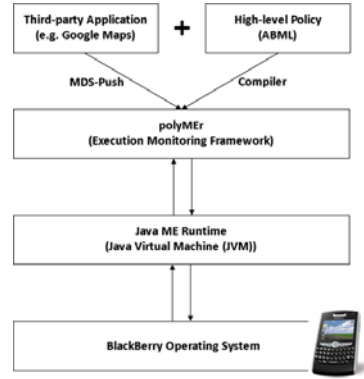 Third-party Application
(e.g. Google Maps)
+
High-level Policy
(ABML)
MDS-Push
Compiler
polyMEr
(Execution Monitoring Framework)
Java ME Runtime
(Java Virtual Machine (JVM))
BlackBerry Operating System